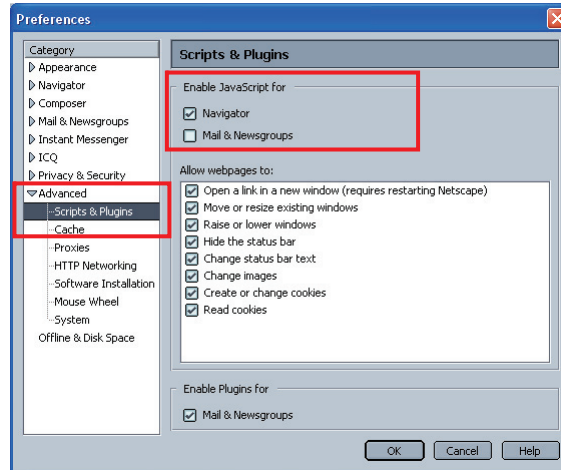 Preferences
Category
Appearance
Navigator
Composer
Mail & Newsgroups
Instant Messenger
ICQ
Privacy & Security
Advanced
Scripts & Plugins
Cache
Proxies
HTTP Networking
Software Installation
Mouse Wheel
System
Offline & Disk Space
Scripts & Plugins
Enable JavaScript for
Navigator
Mail & Newsgroups
Allow webpages to:
Open a link in a new window (requires restarting Netscape)
Move or resize existing windows
Raise or lower windows
Hide the status bar
Change status bar text
Change images
Create or change cookies
Read cookies
Enable Plugins for
Mail & Newsgroups
OK
Cancel
Help